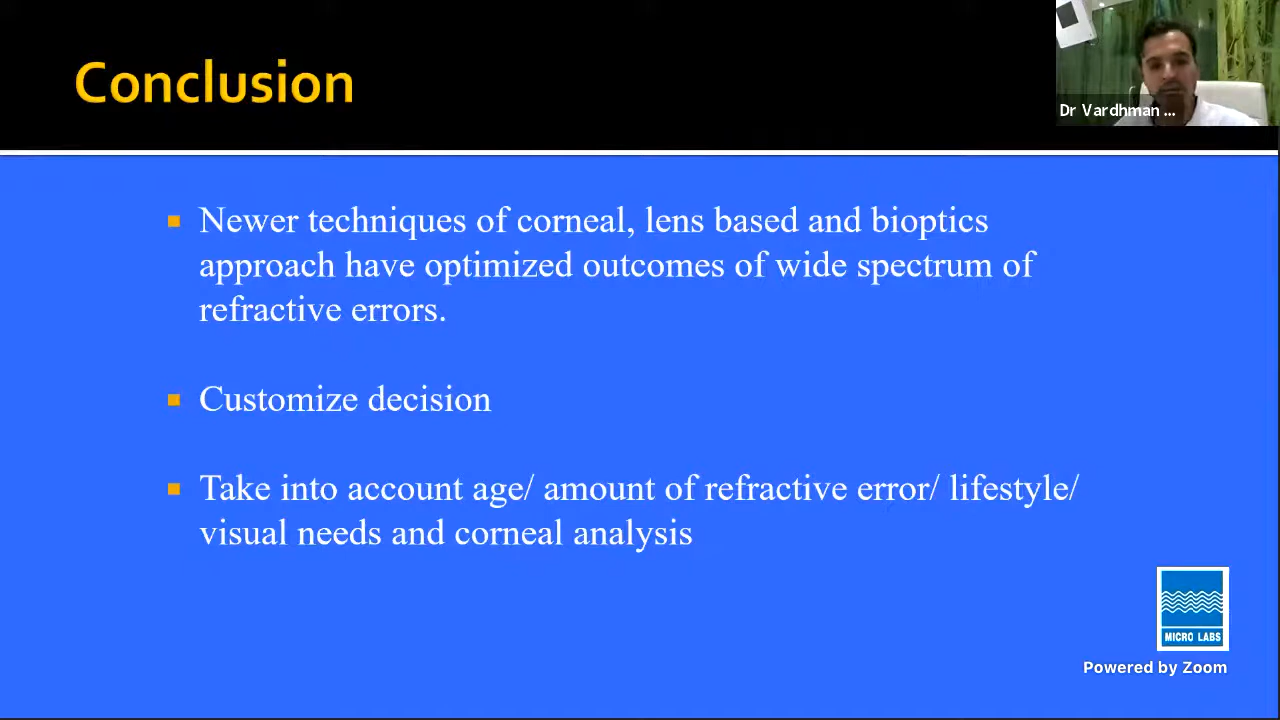 Conclusion
Dr Vardhman ...
Newer techniques of corneal, lens based and bioptics
approach have optimized outcomes of wide spectrum of
refractive errors.
Customize decision
Take into account age/ amount of refractive error/ lifestyle/
visual needs and corneal analysis
MICRO LABS
Powered by Zoom